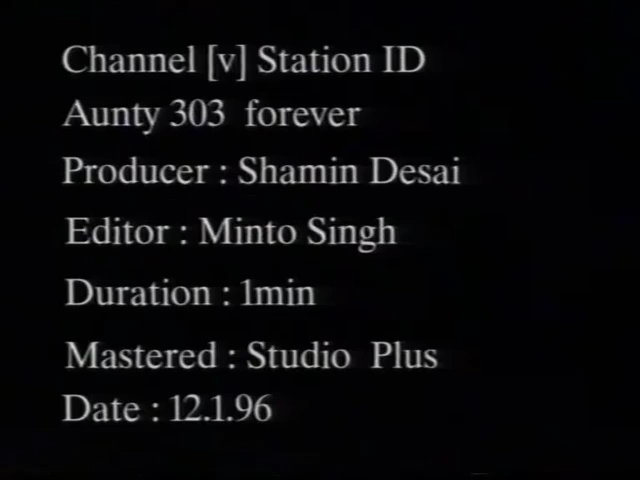 Channel [v] Station ID
Aunty 303 forever
Producer : Shamin Desai
Editor : Minto Singh
Duration : 1min
Mastered : Studio Plus
Date : 12.1.96